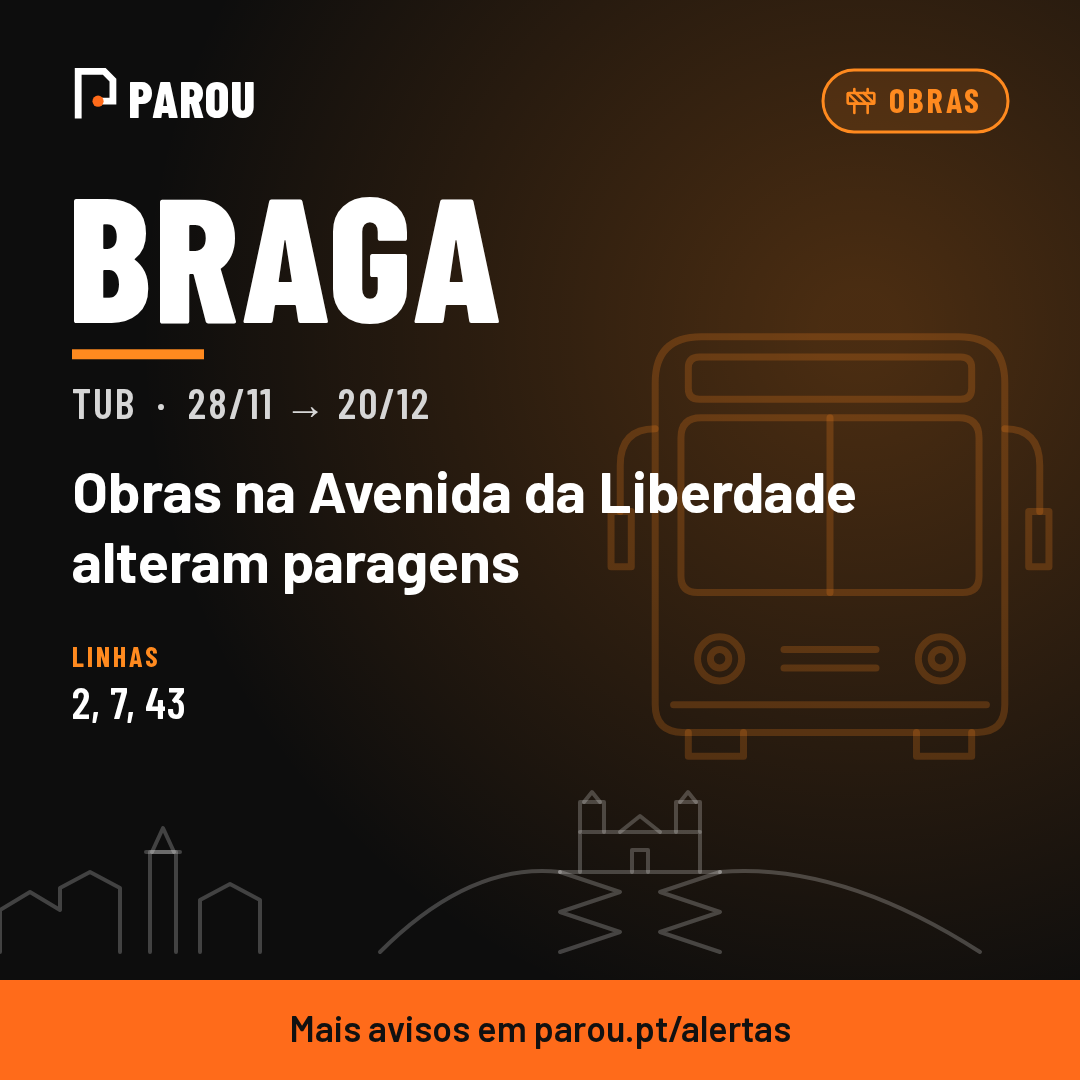 PAROU
OBRAS
BRAGA
TUB · 28/11 → 20/12
Obras na Avenida da Liberdade
alteram paragens
LINHAS
2, 7, 43
Mais avisos em parou.pt/alertas